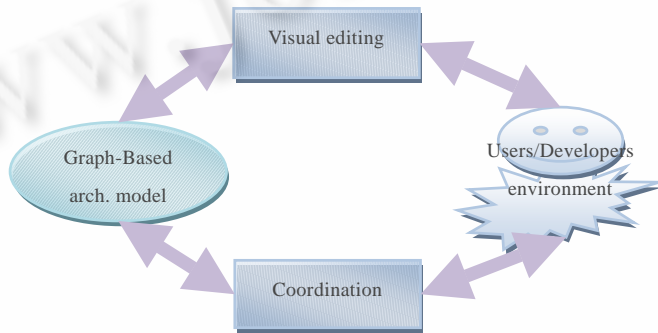 Visual editing
Graph-Based
arch. model
Users/Developers
environment
Coordination